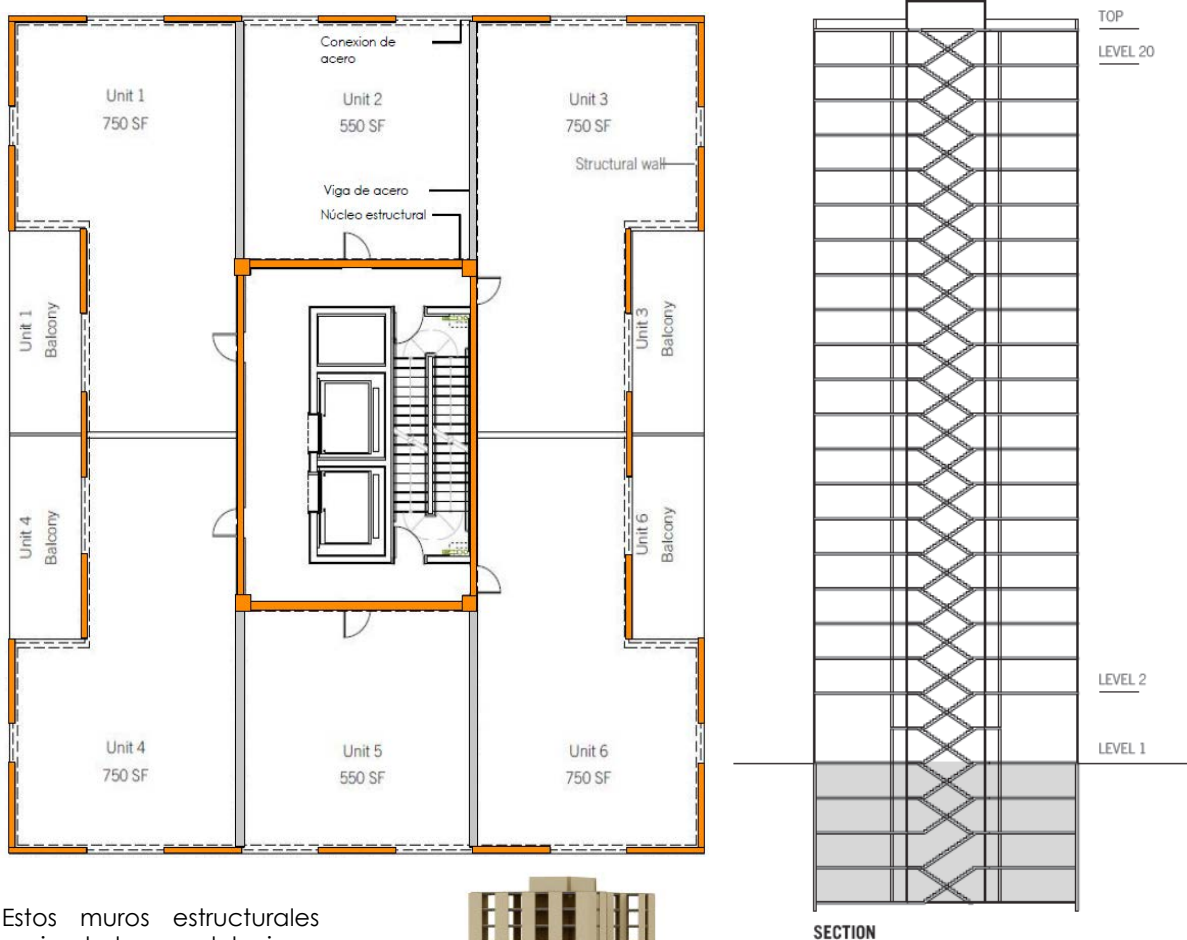 Conexion de
acero
Unit 1
750 SF
Unit 2
550 SF
Unit 3
750 SF
Structural wall
Viga de acero
Núcleo estructural
Unit 1
Balcony
Unit 3
Balcony
Unit 4
Balcony
Unit 6
Balcony
Unit 4
750 SF
Unit 5
550 SF
Unit 6
750 SF
TOP
LEVEL 20
LEVEL 2
LEVEL 1
SECTION
Estos muros estructurales